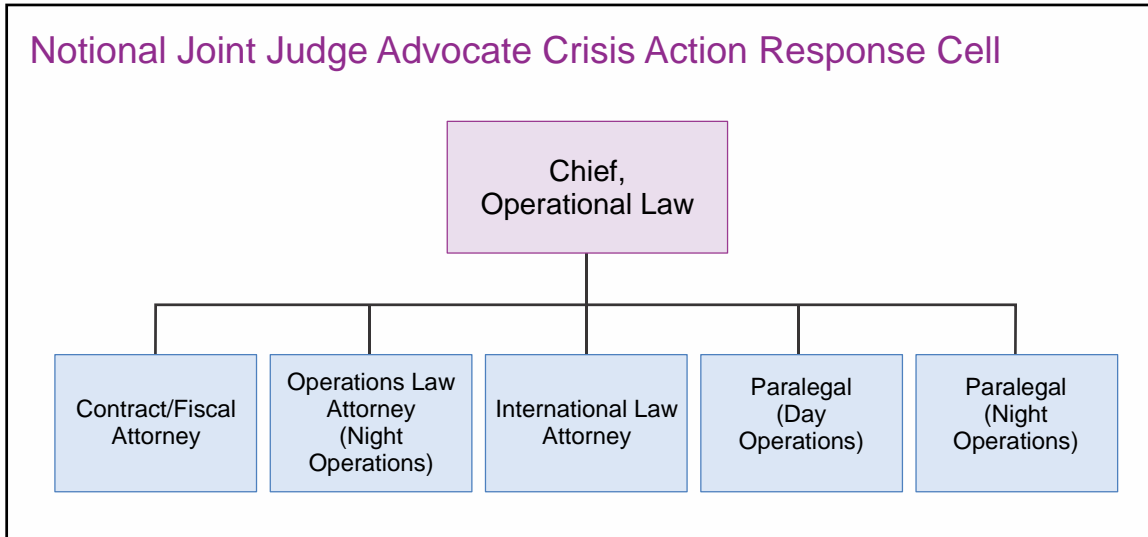 Notional Joint Judge Advocate Crisis Action Response Cell
Chief,
Operational Law
Contract/Fiscal
Attorney
Operations Law
Attorney
(Night
Operations)
International Law
Attorney
Paralegal
(Day
Operations)
Paralegal
(Night
Operations)